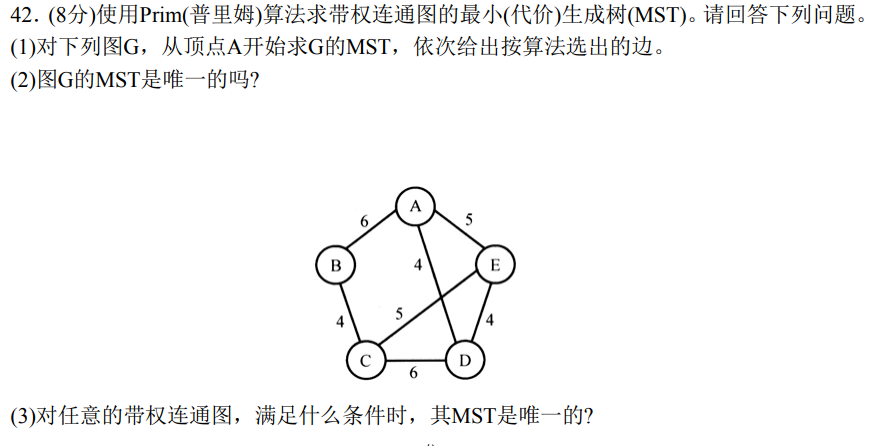 42．(8分)使用Prim(普里姆)算法求带权连通图的最小(代价)生成树(MST)。请回答下列问题。
(1)对下列图G，从顶点A开始求G的MST，依次给出按算法选出的边。
(2)图G的MST是唯一的吗?
A
6
5
B
4
E
4
5
4
C
D
6
(3)对任意的带权连通图，满足什么条件时，其MST是唯一的?